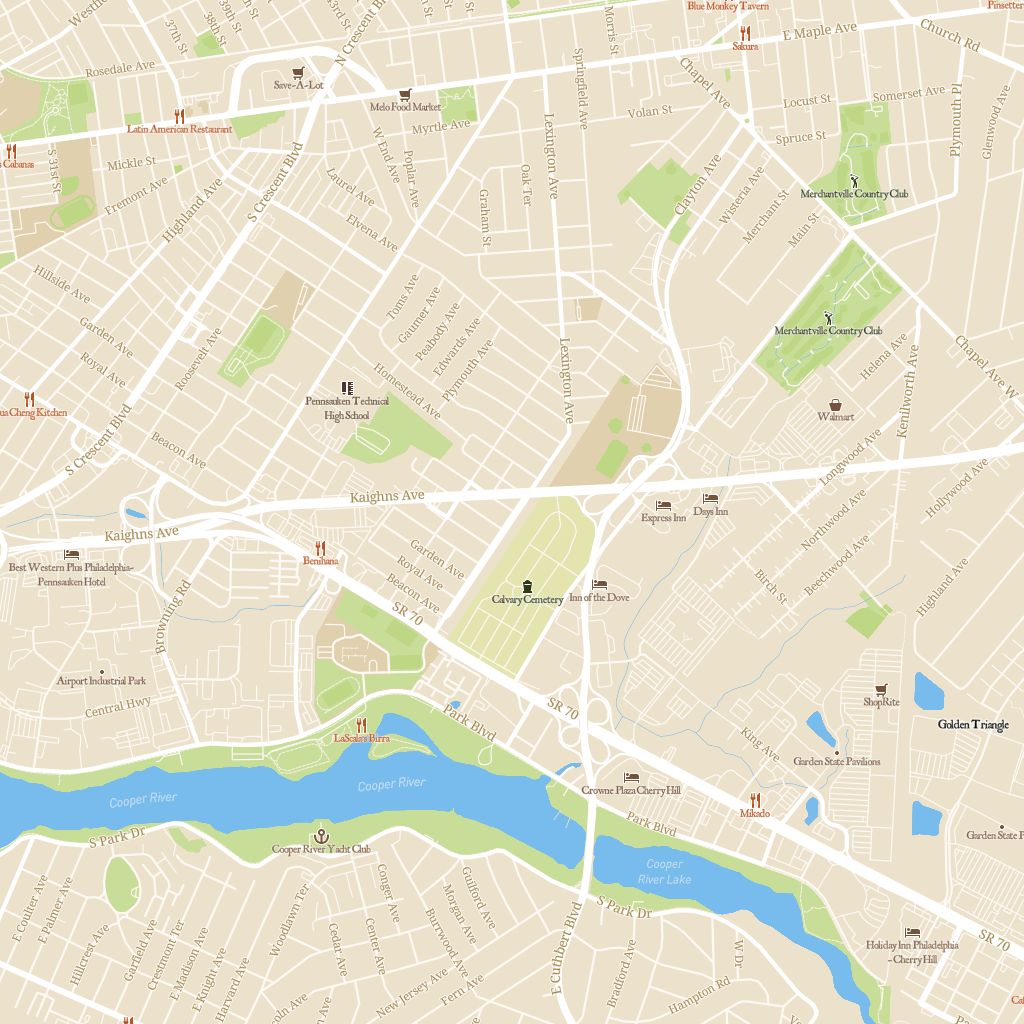 Blue Monkey Tavern
Pinsetter
Westfie
37th St
38th St
39th St
43rd St
N Crescent Blvd
Morris St
Sakura
E Maple Ave
Church Rd
Rosedale Ave
Save-A-Lot
Melo Food Market
Springfield Ave
Chapel Ave
Locust St
Somerset Ave
Plymouth Pl
Glenwood Ave
Latin American Restaurant
Myrtle Ave
Volan St
Spruce St
s Cabanas
S 31st St
Mickle St
W End Ave
Poplar Ave
Lexington Ave
Fremont Ave
Highland Ave
S Crescent Blvd
Laurel Ave
Elvena Ave
Graham St
Oak Ter
Clayton Ave
Wisteria Ave
Merchant St
Main St
Merchantville Country Club
Hillside Ave
Garden Ave
Royal Ave
Roosevelt Ave
Toms Ave
Gaumer Ave
Peabody Ave
Edwards Ave
Plymouth Ave
Lexington Ave
Merchantville Country Club
Helena Ave
Kenilworth Ave
Chapel Ave W
Homestead Ave
Pennsauken Technical
High School
ua Cheng Kitchen
Walmart
S Crescent Blvd
Beacon Ave
Longwood Ave
Hollywood Ave
Kaighns Ave
Kaighns Ave
Express Inn
Days Inn
Northwood Ave
Beechwood Ave
Birch St
Highland Ave
Best Western Plus Philadelphia-
Pennsauken Hotel
Benihana
Garden Ave
Royal Ave
Beacon Ave
SR 70
Calvary Cemetery
Inn of the Dove
Browning Rd
Airport Industrial Park
Central Hwy
LaScala's Birra
Park Blvd
SR 70
ShopRite
Golden Triangle
King Ave
Garden State Pavilions
Cooper River
Cooper River
Crowne Plaza Cherry Hill
Mikado
Park Blvd
Garden State P
S Park Dr
Cooper River Yacht Club
Cooper
River Lake
S Park Dr
E Coulter Ave
E Palmer Ave
Hillcrest Ave
Garfield Ave
Crestmont Ter
E Madison Ave
E Knight Ave
Harvard Ave
Woodlawn Ter
Cedar Ave
Center Ave
Conger Ave
Guilford Ave
Morgan Ave
Burrwood Ave
New Jersey Ave
Fern Ave
E Cuthbert Blvd
Bradford Ave
Hampton Rd
W Dr
Holiday Inn Philadelphia
-Cherry Hill
SR 70
coln Ave